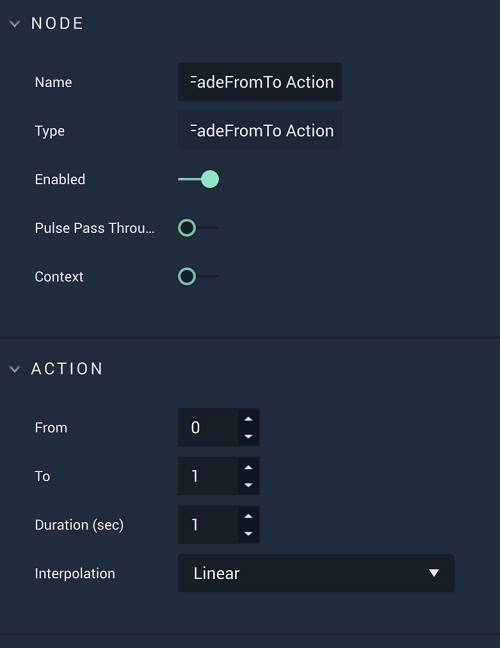 NODE
Name FadeFromTo Action
Type FadeFromTo Action
Enabled
Pulse Pass Throu...
Context
ACTION
From 0
To 1
Duration (sec) 1
Interpolation Linear